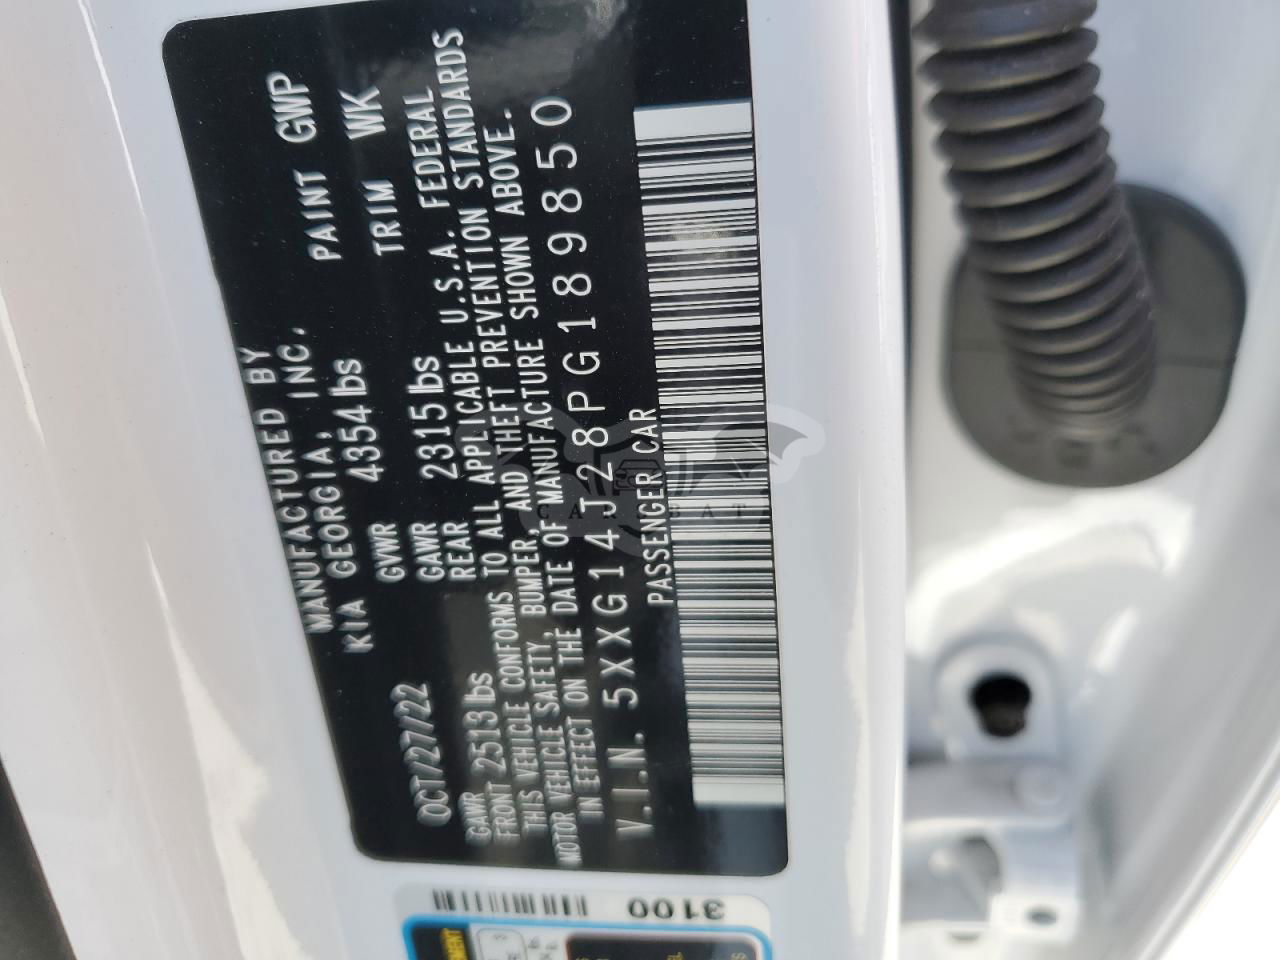 MANUFACTURED BY
KIA GEORGIA, INC.
PAINT GWP
OCT/27/22
GVWR 4354 lbs
TRIM WK
GAWR FRONT 2513 lbs
GAWR REAR 2315 lbs
THIS VEHICLE CONFORMS TO ALL APPLICABLE U.S.A. FEDERAL
MOTOR VEHICLE SAFETY, BUMPER, AND THEFT PREVENTION STANDARDS
IN EFFECT ON THE DATE OF MANUFACTURE SHOWN ABOVE.
V.I.N. 5XXG14J28PG189850
PASSENGER CAR
3100